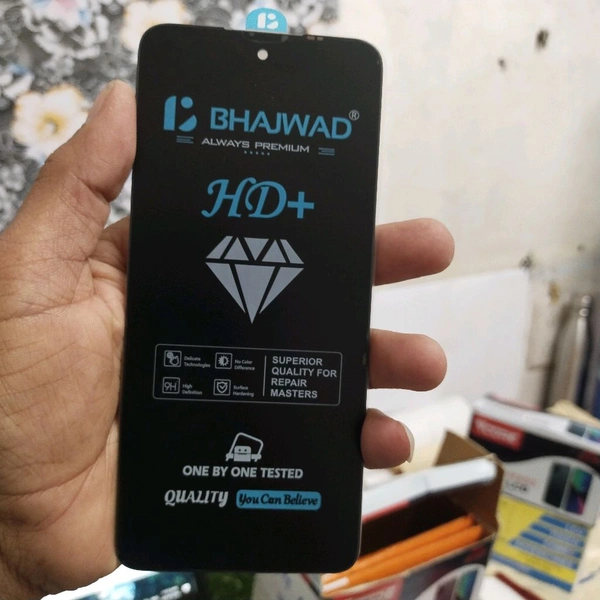 B
B BHAJWAD®
ALWAYS PREMIUM
HD+
Delicate Technologies
No Color Difference
9H High Definition
Surface Hardening
SUPERIOR
QUALITY FOR
REPAIR
MASTERS
ONE BY ONE TESTED
QUALITY You Can Believe